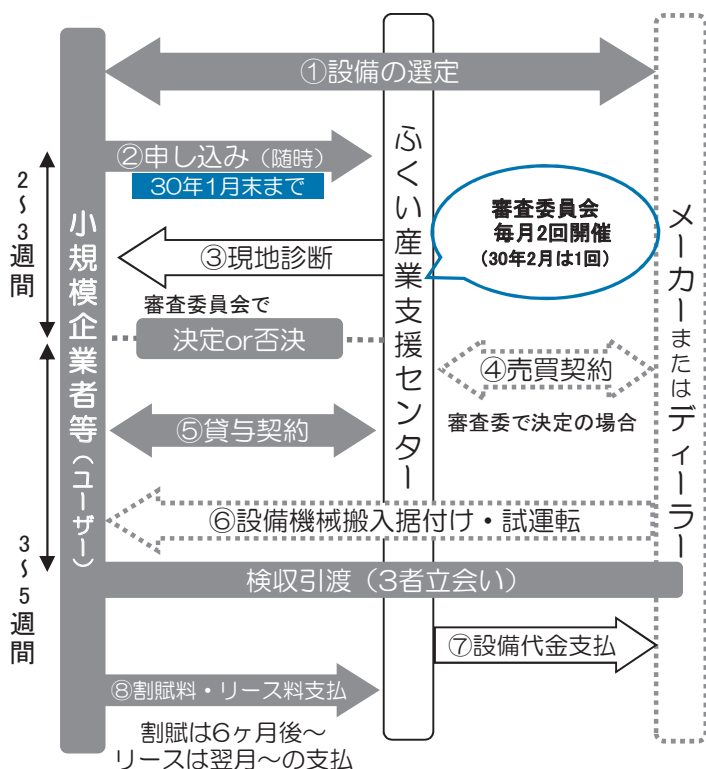 ①設備の選定
②申し込み（随時）
30年1月末まで
2～3週間
小規模企業者等（ユーザー）
ふくい産業支援センター
メーカーまたはディーラー
審査委員会
毎月2回開催
（30年2月は1回）
③現地診断
審査委員会で
決定or否決
④売買契約
審査委で決定の場合
⑤貸与契約
⑥設備機械搬入据付け・試運転
3～5週間
検収引渡（3者立会い）
⑦設備代金支払
⑧割賦料・リース料支払
割賦は6ヶ月後～
リースは翌月～の支払